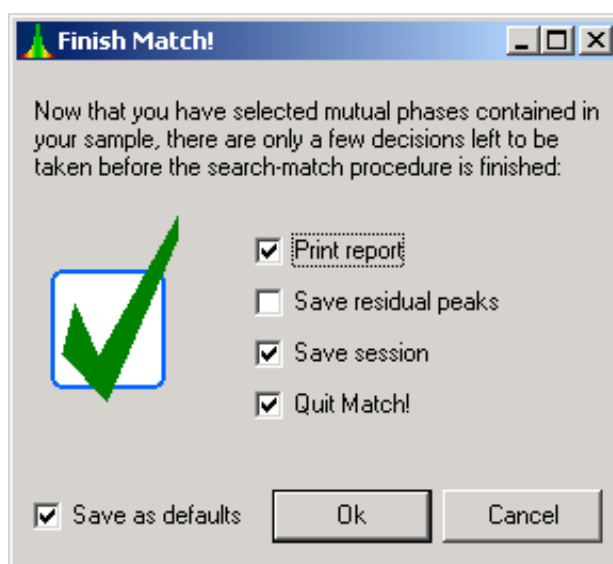 Finish Match!
Now that you have selected mutual phases contained in
your sample, there are only a few decisions left to be
taken before the search-match procedure is finished:
Print report
Save residual peaks
Save session
Quit Match!
Save as defaults
Ok
Cancel